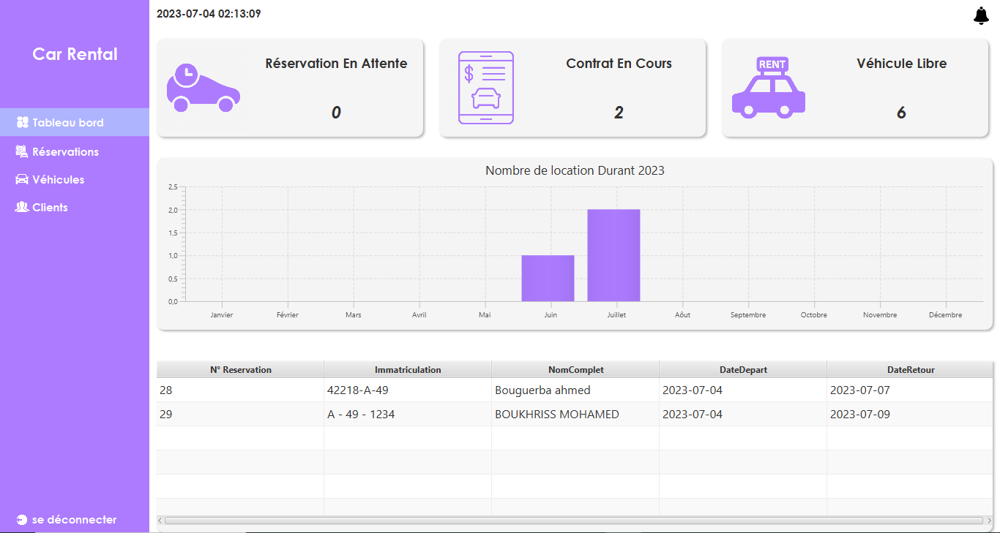 2023-07-04 02:13:09
Car Rental
Tableau bord
Réservations
Véhicules
Clients
se déconnecter
Réservation En Attente
0
$
Contrat En Cours
2
RENT
Véhicule Libre
6
Nombre de location Durant 2023
2,5
2,0
1,5
1,0
0,5
0,0
Janvier Février Mars Avril Mai Juin Juillet Aôut Septembre Octobre Novembre Décembre
N° Reservation Immatriculation NomComplet DateDepart DateRetour
28 42218-A-49 Bouguerba ahmed 2023-07-04 2023-07-07
29 A - 49 - 1234 BOUKHRISS MOHAMED 2023-07-04 2023-07-09